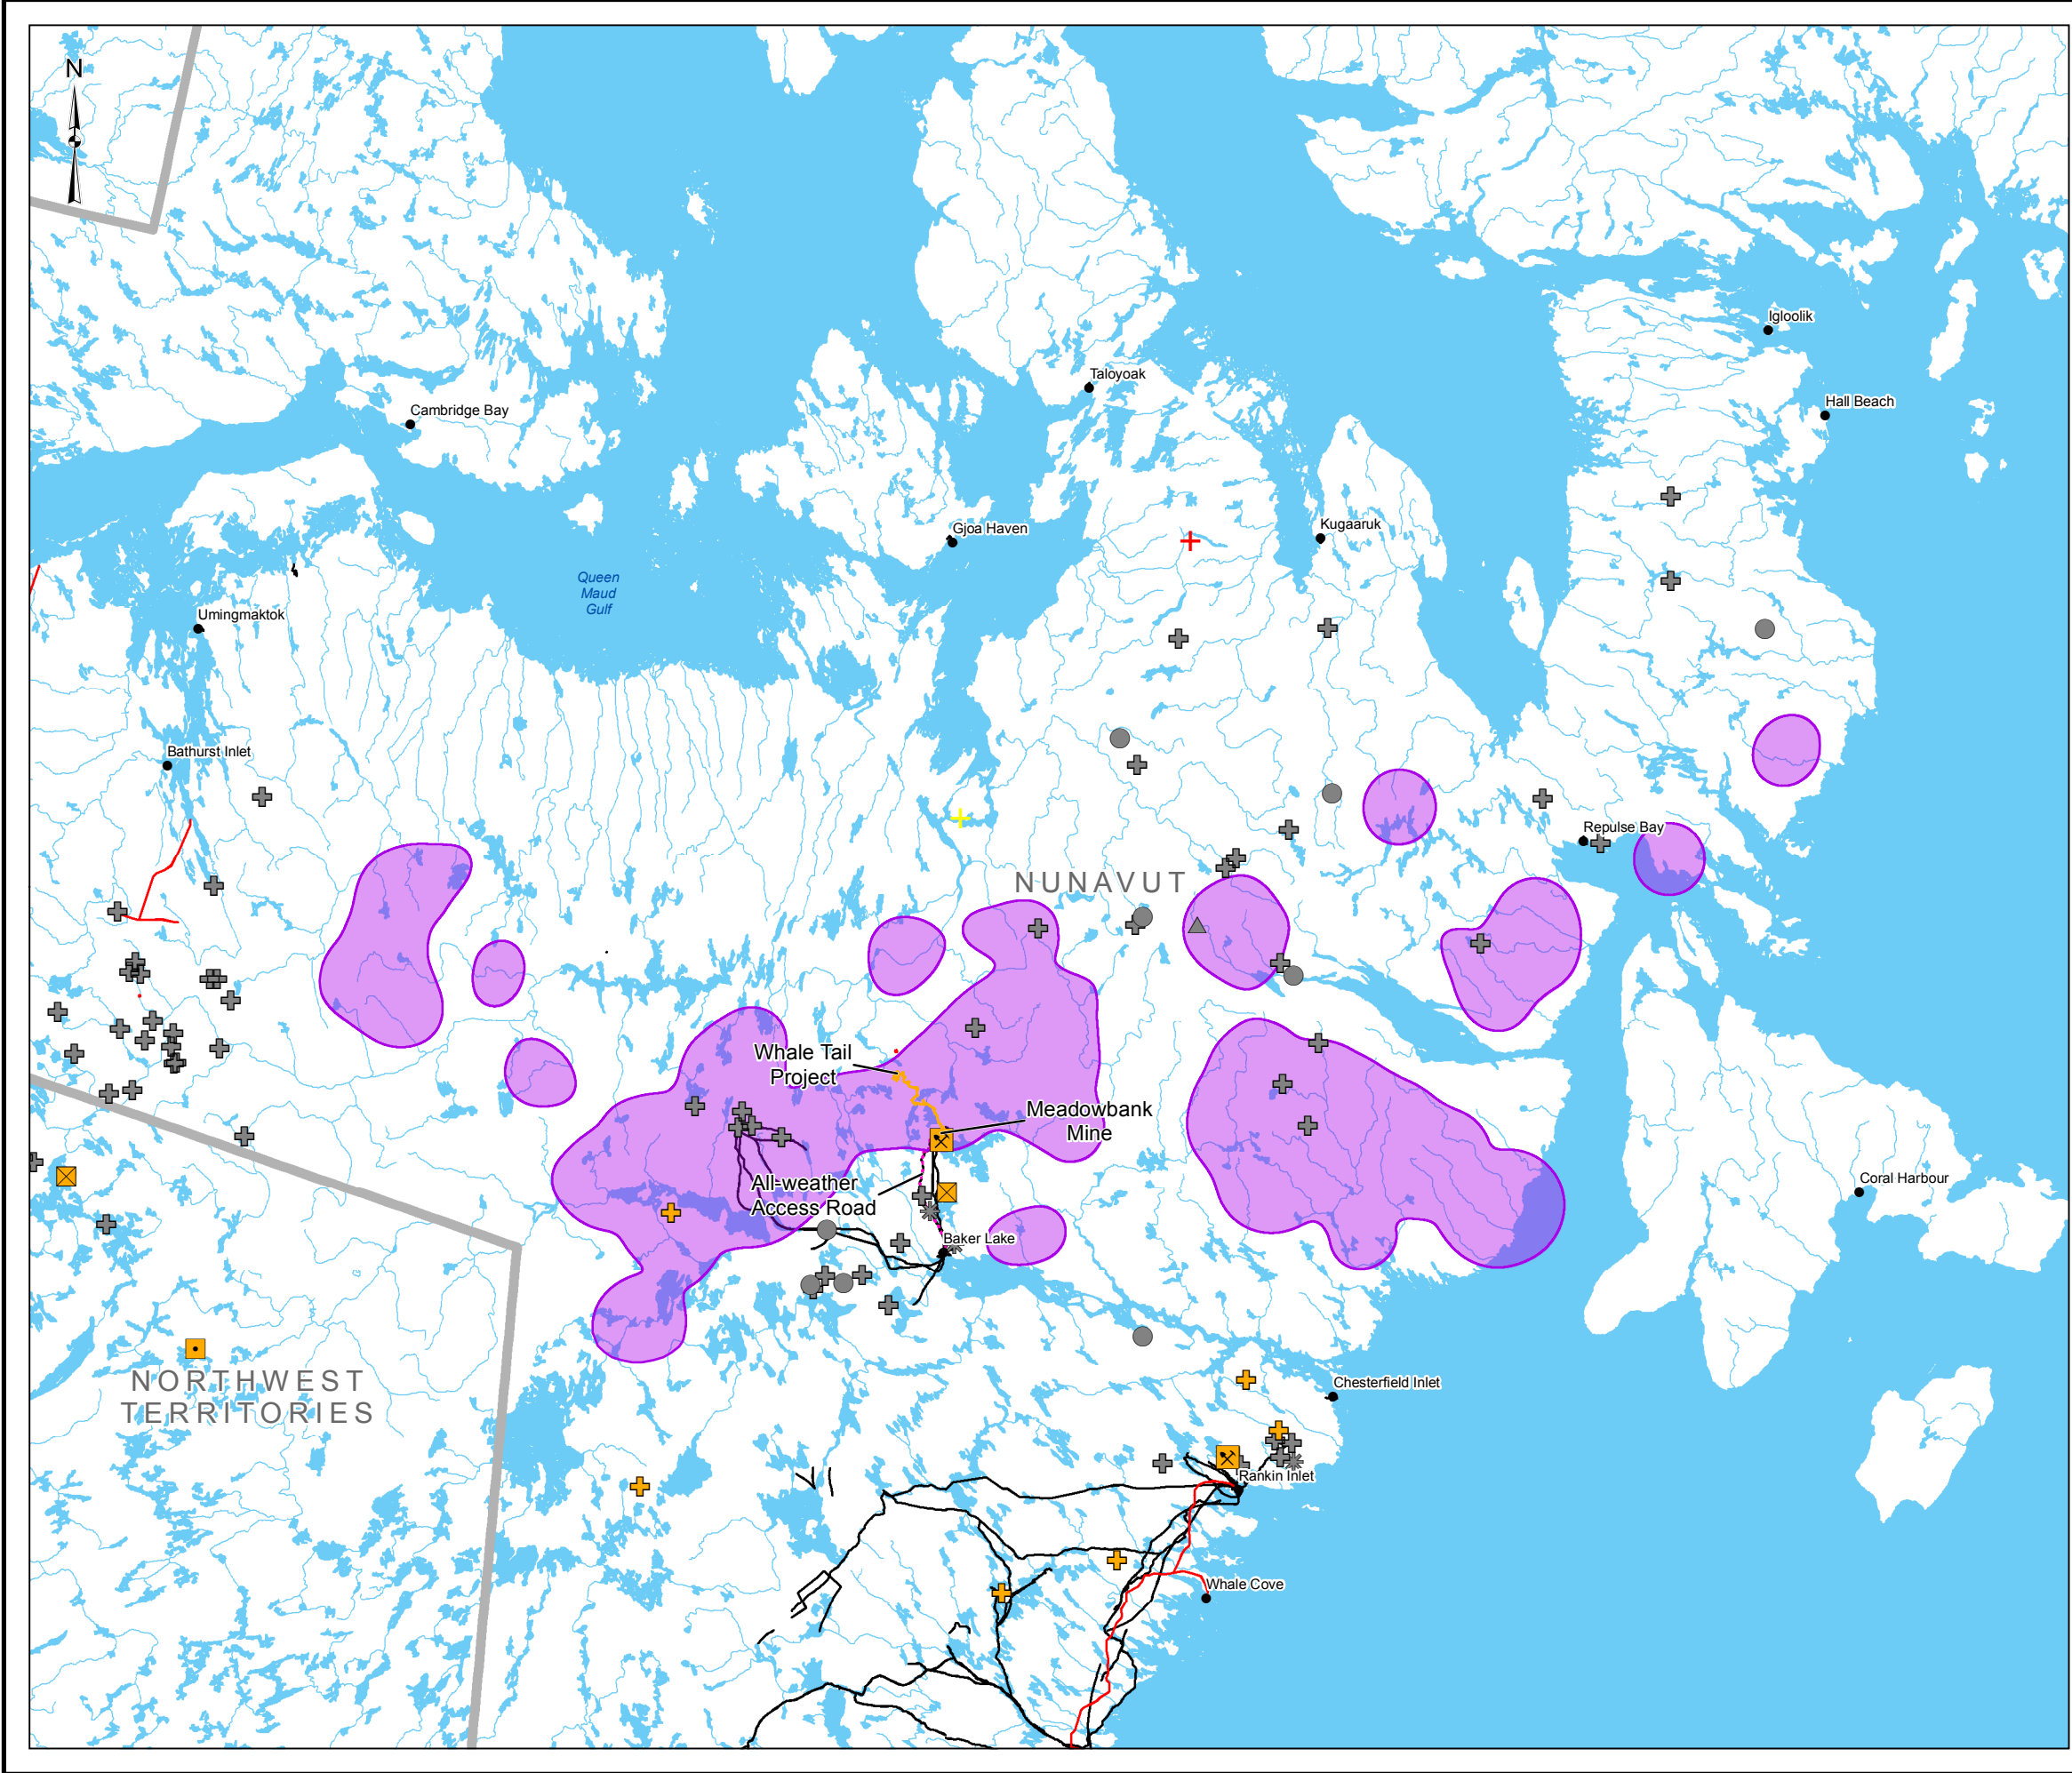 N
Igloolik
Taloyoak
Hall Beach
Cambridge Bay
Gjoa Haven
Kugaaruk
Queen
Maud
Gulf
Umingmaktok
Bathurst Inlet
Repulse Bay
NUNAVUT
Whale Tail
Project
Meadowbank
Mine
All-weather
Access Road
Coral Harbour
Baker Lake
NORTHWEST
TERRITORIES
Chesterfield Inlet
Rankin Inlet
Whale Cove